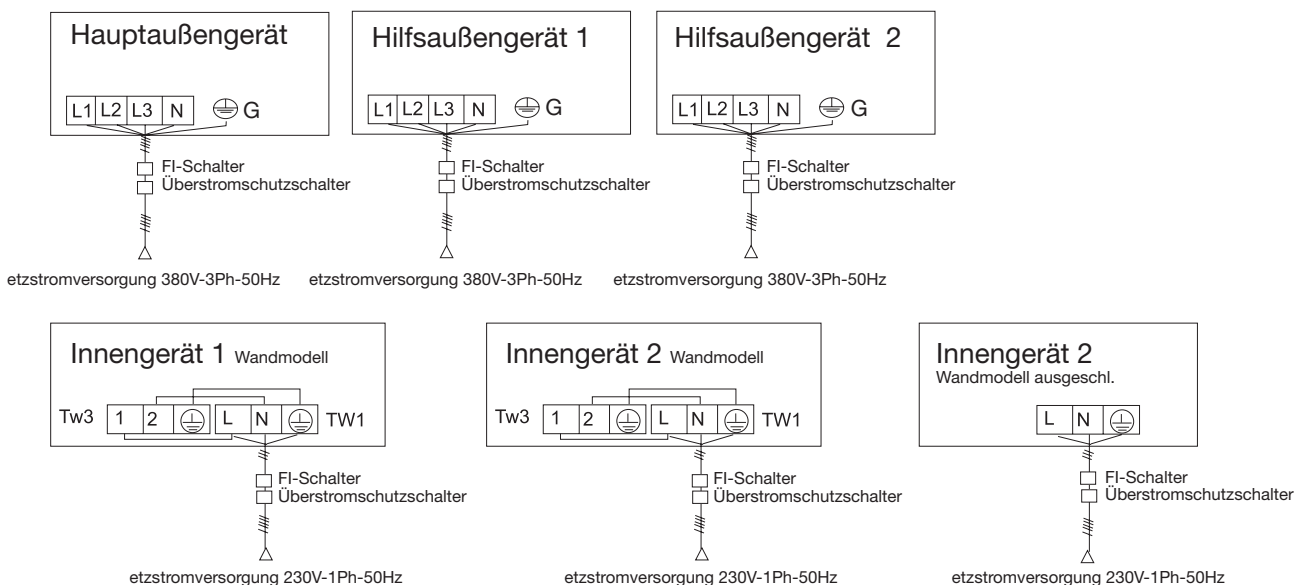 Hauptaußengerät
L1 L2 L3 N G
FI-Schalter
Überstromschutzschalter
etzstromversorgung 380V-3Ph-50Hz
Hilfsaußengerät 1
L1 L2 L3 N G
FI-Schalter
Überstromschutzschalter
etzstromversorgung 380V-3Ph-50Hz
Hilfsaußengerät 2
L1 L2 L3 N G
FI-Schalter
Überstromschutzschalter
etzstromversorgung 380V-3Ph-50Hz
Innengerät 1 Wandmodell
Tw3 1 2 L N TW1
FI-Schalter
Überstromschutzschalter
etzstromversorgung 230V-1Ph-50Hz
Innengerät 2 Wandmodell
Tw3 1 2 L N TW1
FI-Schalter
Überstromschutzschalter
etzstromversorgung 230V-1Ph-50Hz
Innengerät 2
Wandmodell ausgeschl.
L N
FI-Schalter
Überstromschutzschalter
etzstromversorgung 230V-1Ph-50Hz